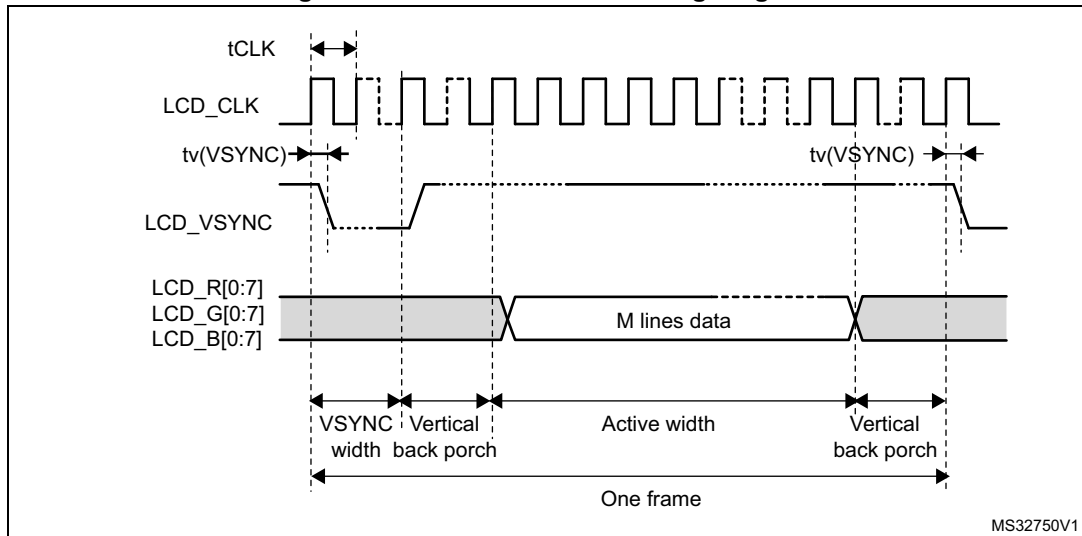 tCLK
LCD_CLK
tv(VSYNC)
tv(VSYNC)
LCD_VSYNC
LCD_R[0:7]
LCD_G[0:7]
LCD_B[0:7]
M lines data
VSYNC width
Vertical back porch
Active width
Vertical back porch
One frame
MS32750V1